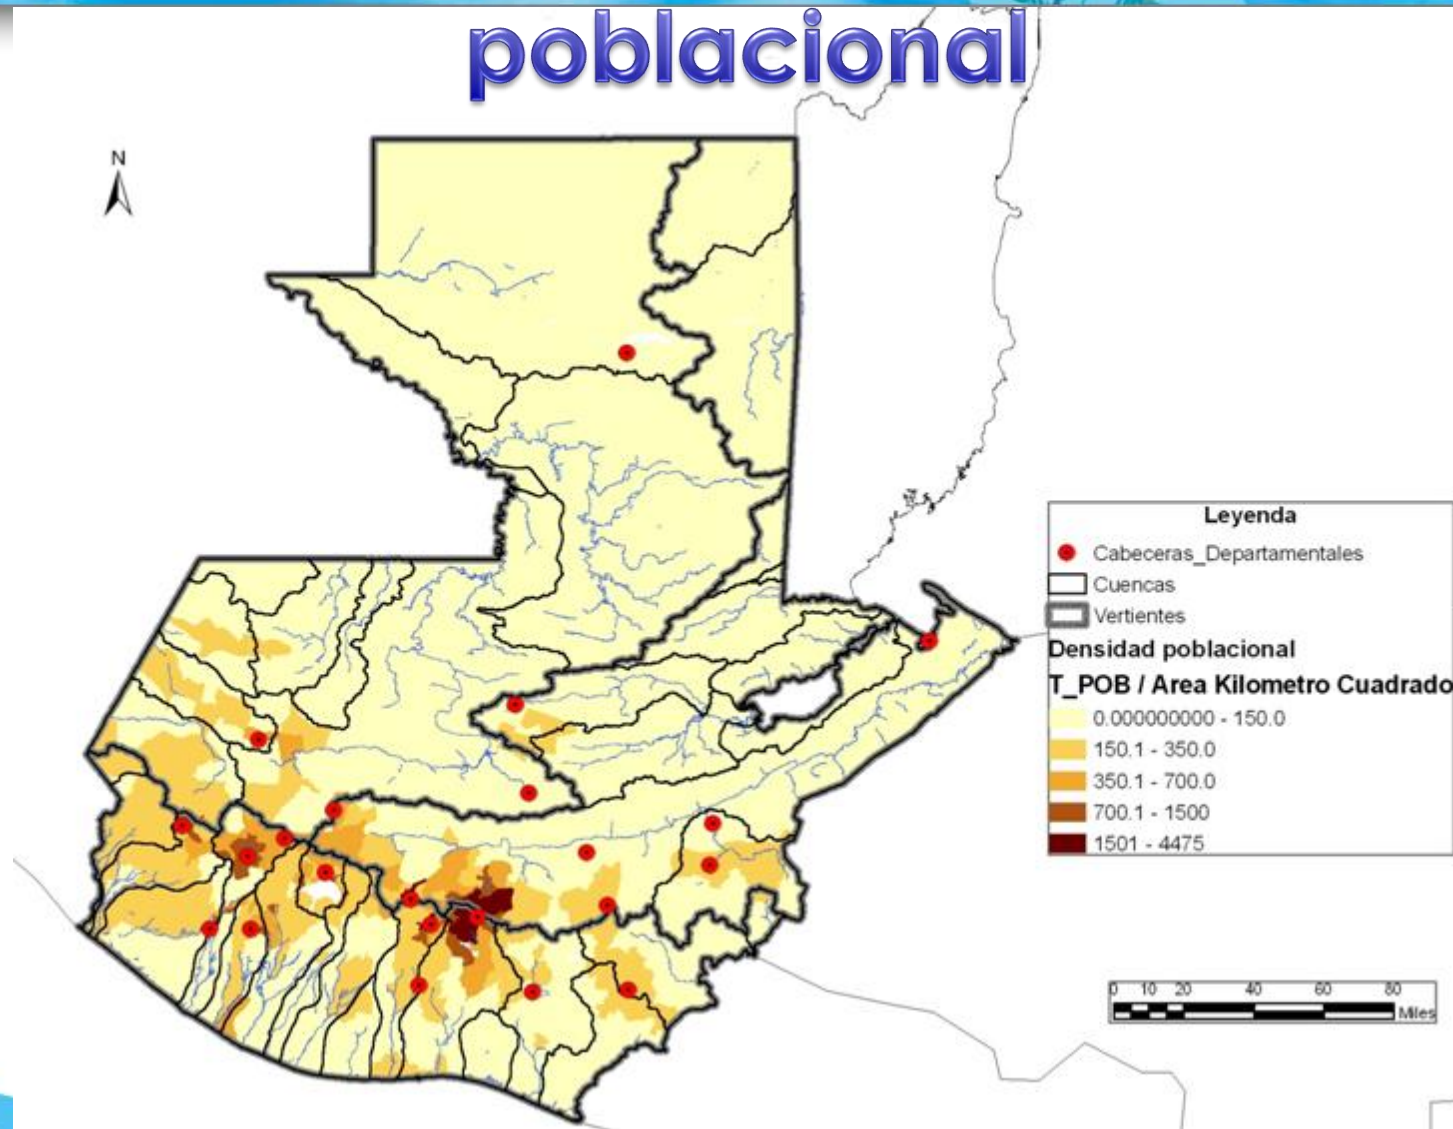 poblacional
N
Leyenda
Cabeceras_Departamentales
Cuencas
Vertientes
Densidad poblacional
T_POB / Area Kilometro Cuadrado
0.000000000 - 150.0
150.1 - 350.0
350.1 - 700.0
700.1 - 1500
1501 - 4475
0 10 20 40 60 80
Miles